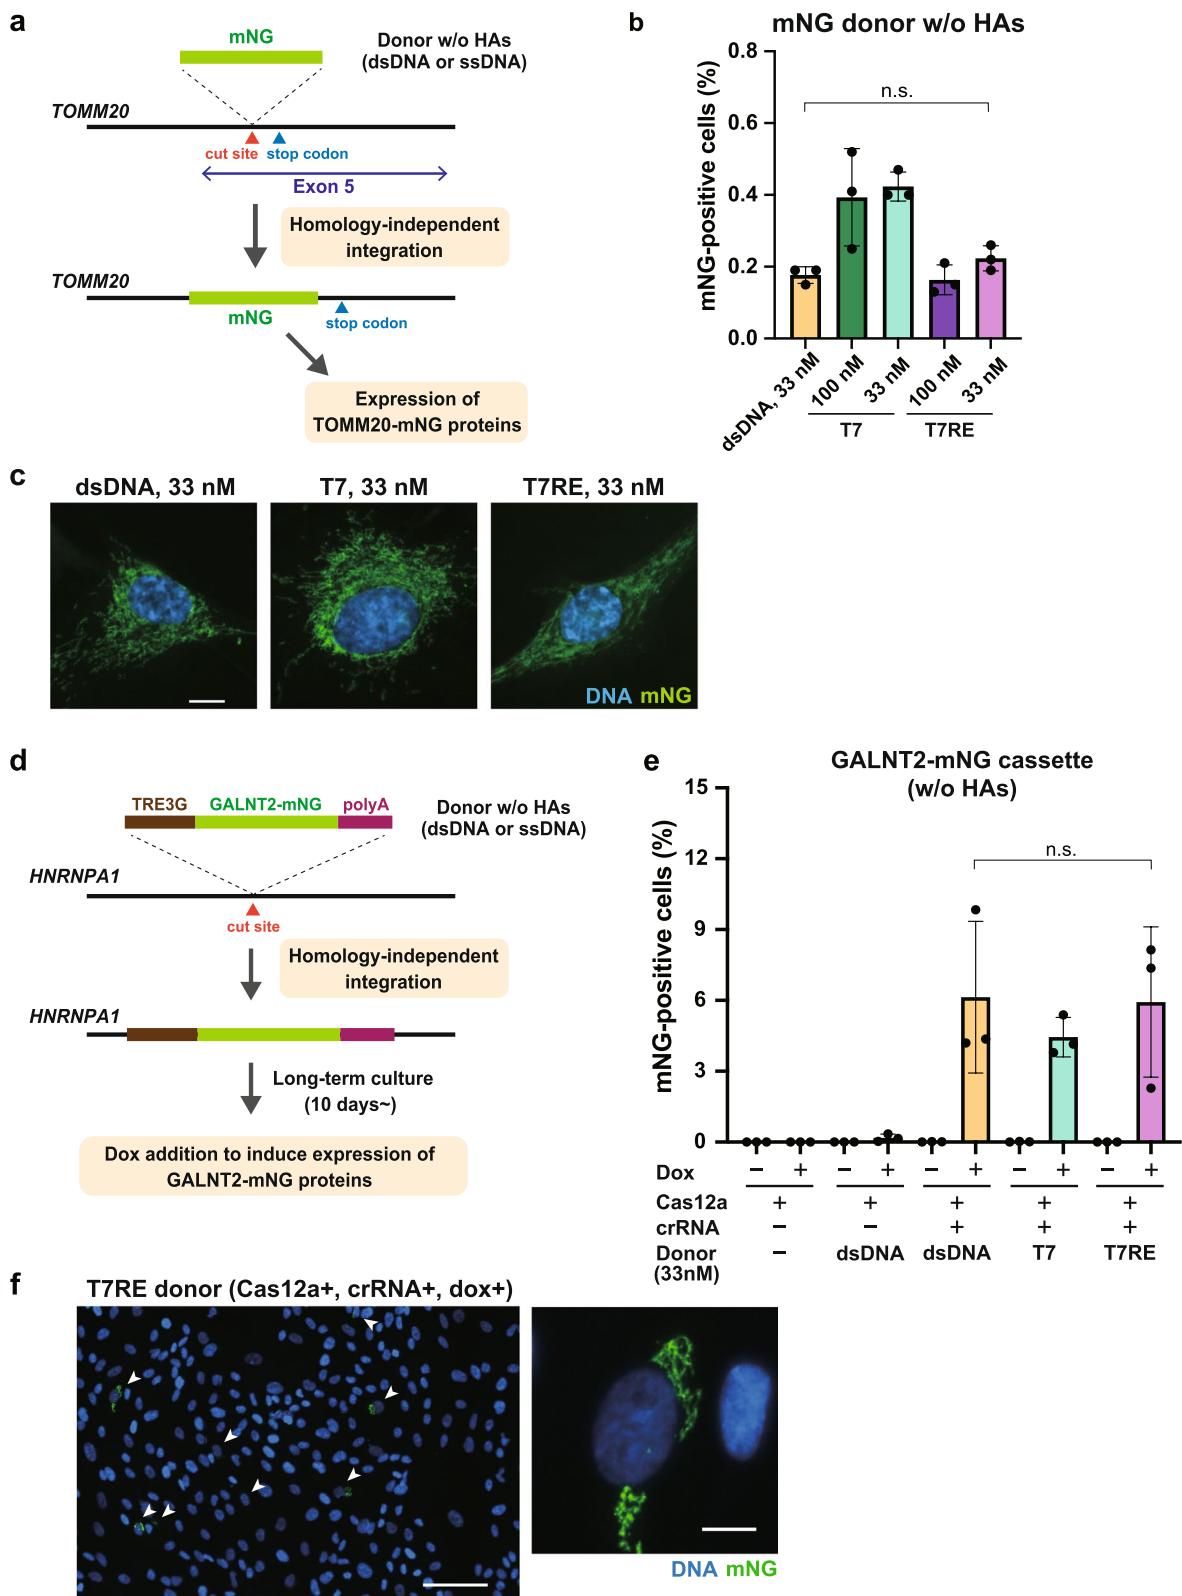 a
mNG
Donor w/o HAs
(dsDNA or ssDNA)
TOMM20
cut site
stop codon
Exon 5
Homology-independent
integration
TOMM20
mNG
stop codon
Expression of
TOMM20-mNG proteins
b
mNG donor w/o HAs
mNG-positive cells (%)
0.8
0.6
0.4
0.2
0.0
n.s.
dsDNA, 33 nM
100 nM
33 nM
100 nM
33 nM
T7
T7RE
c
dsDNA, 33 nM
T7, 33 nM
T7RE, 33 nM
DNA mNG
d
TRE3G
GALNT2-mNG
polyA
Donor w/o HAs
(dsDNA or ssDNA)
HNRNPA1
cut site
Homology-independent
integration
HNRNPA1
Long-term culture
(10 days~)
Dox addition to induce expression of
GALNT2-mNG proteins
e
GALNT2-mNG cassette
(w/o HAs)
mNG-positive cells (%)
15
12
9
6
3
0
n.s.
Dox − + − + − + − + − +
Cas12a + + + + +
crRNA − − + + +
Donor − dsDNA dsDNA T7 T7RE
(33nM)
f
T7RE donor (Cas12a+, crRNA+, dox+)
DNA mNG